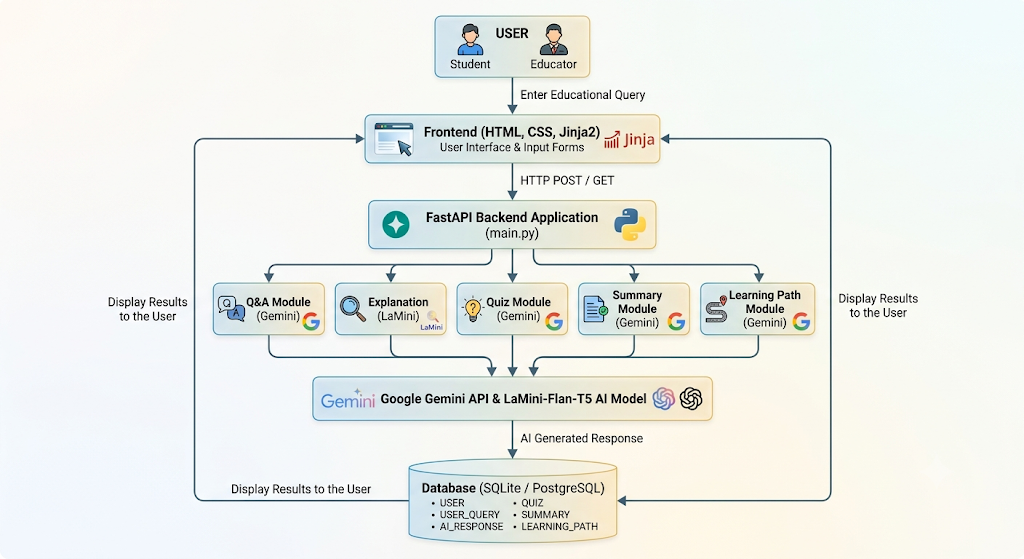 USER
Student
Educator
Enter Educational Query
Frontend (HTML, CSS, Jinja2)
User Interface & Input Forms
Jinja
HTTP POST / GET
FastAPI Backend Application
(main.py)
Q&A Module
(Gemini)
Q
A
Explanation
(LaMini)
LaMini
Quiz Module
(Gemini)
?
Summary
Module
(Gemini)
Learning Path
Module
(Gemini)
Display Results
to the User
Display Results
to the User
Gemini
Google Gemini API & LaMini-Flan-T5 AI Model
AI Generated Response
Display Results to the User
Database (SQLite / PostgreSQL)
• USER
• USER_QUERY
• AI_RESPONSE
• QUIZ
• SUMMARY
• LEARNING_PATH